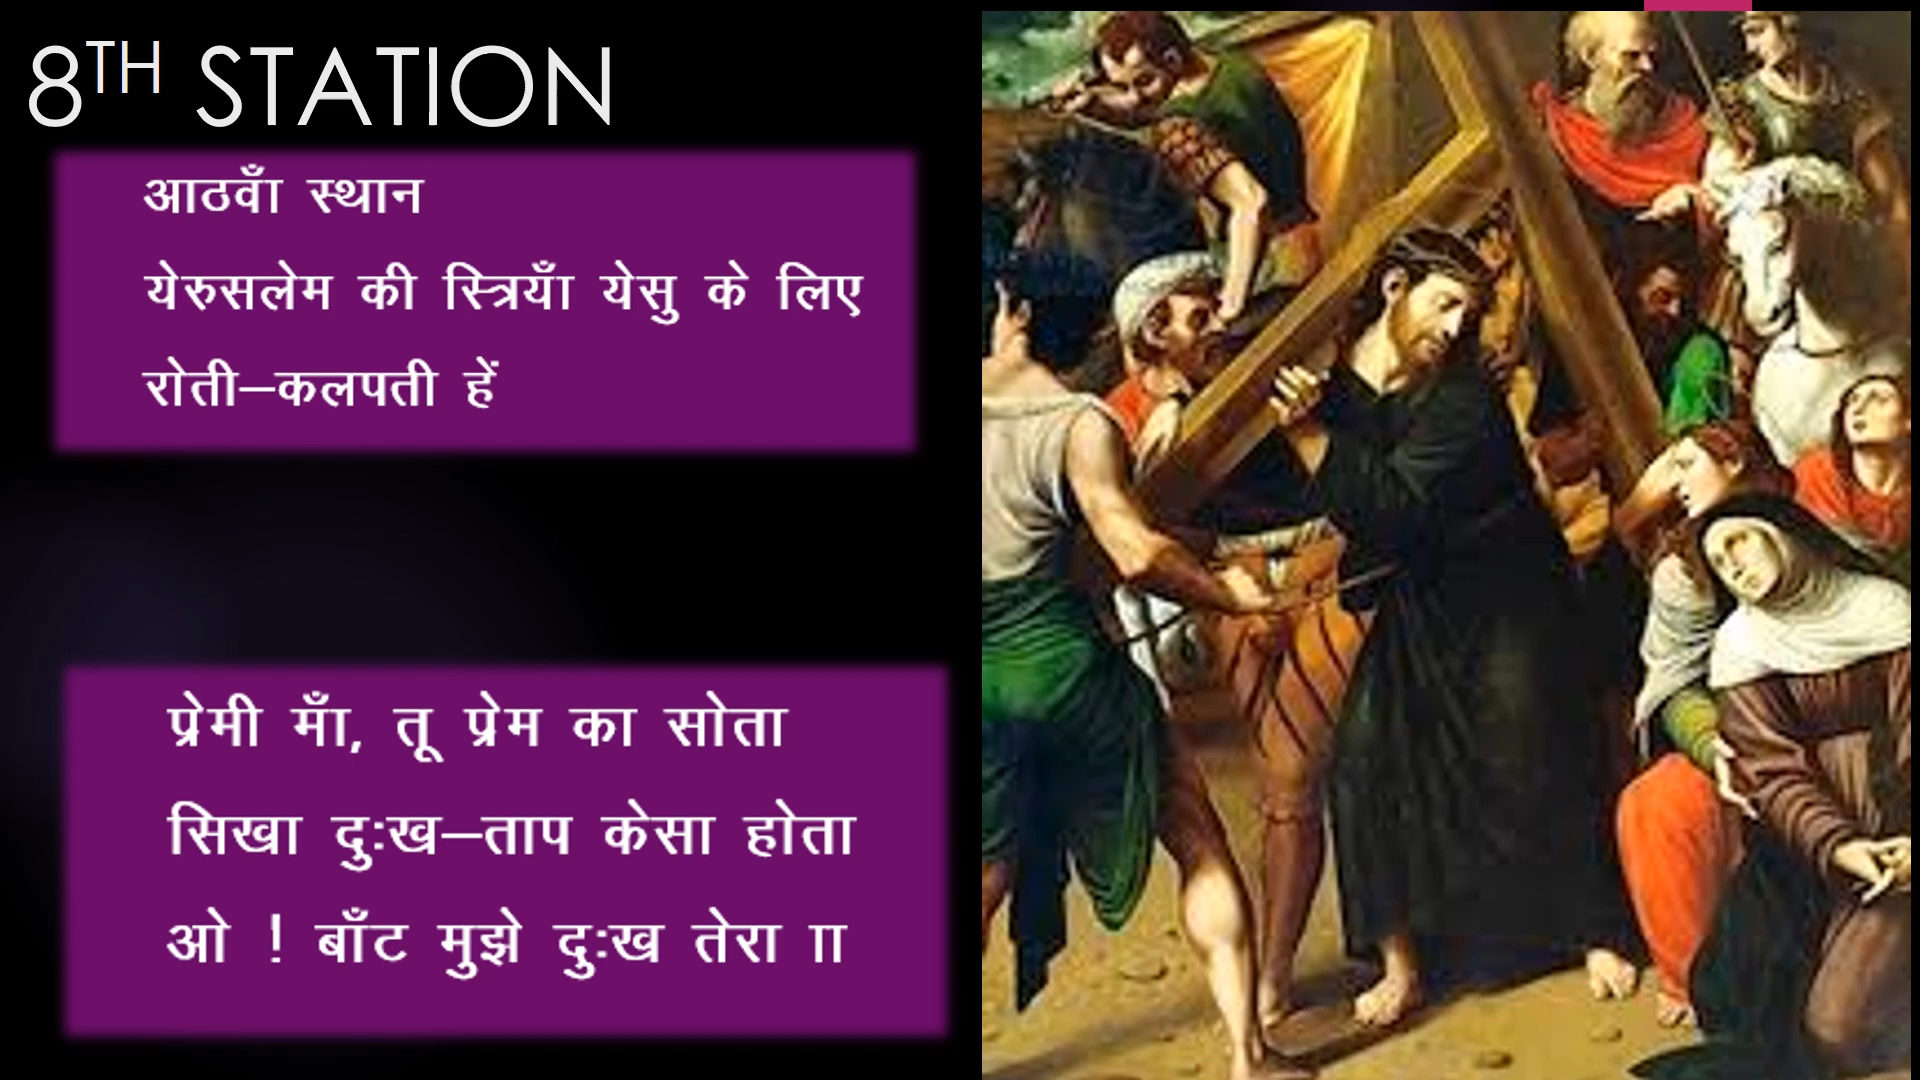 8TH STATION
आठवाँ स्थान
येरुसलेम की स्त्रियाँ येसु के लिए
रोती–कलपती हें
प्रेमी माँ, तू प्रेम का सोता
सिखा दुःख–ताप केसा होता
ओ ! बाँट मुझे दुःख तेरा ॥